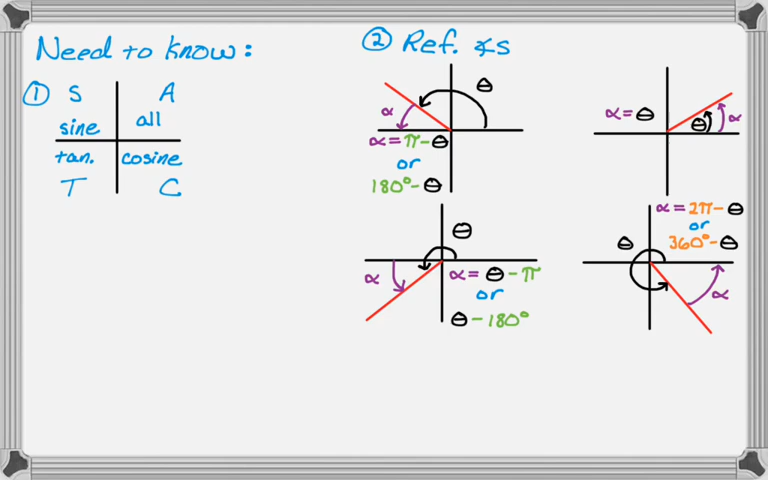 Need to know:
① S A
sine all
tan. cosine
T C
② Ref. ∡s
θ
α
α = π - θ
or
180° - θ
α = θ
θ α
θ
α
α = θ - π
or
θ - 180°
α = 2π - θ
or
360° - θ
θ
α